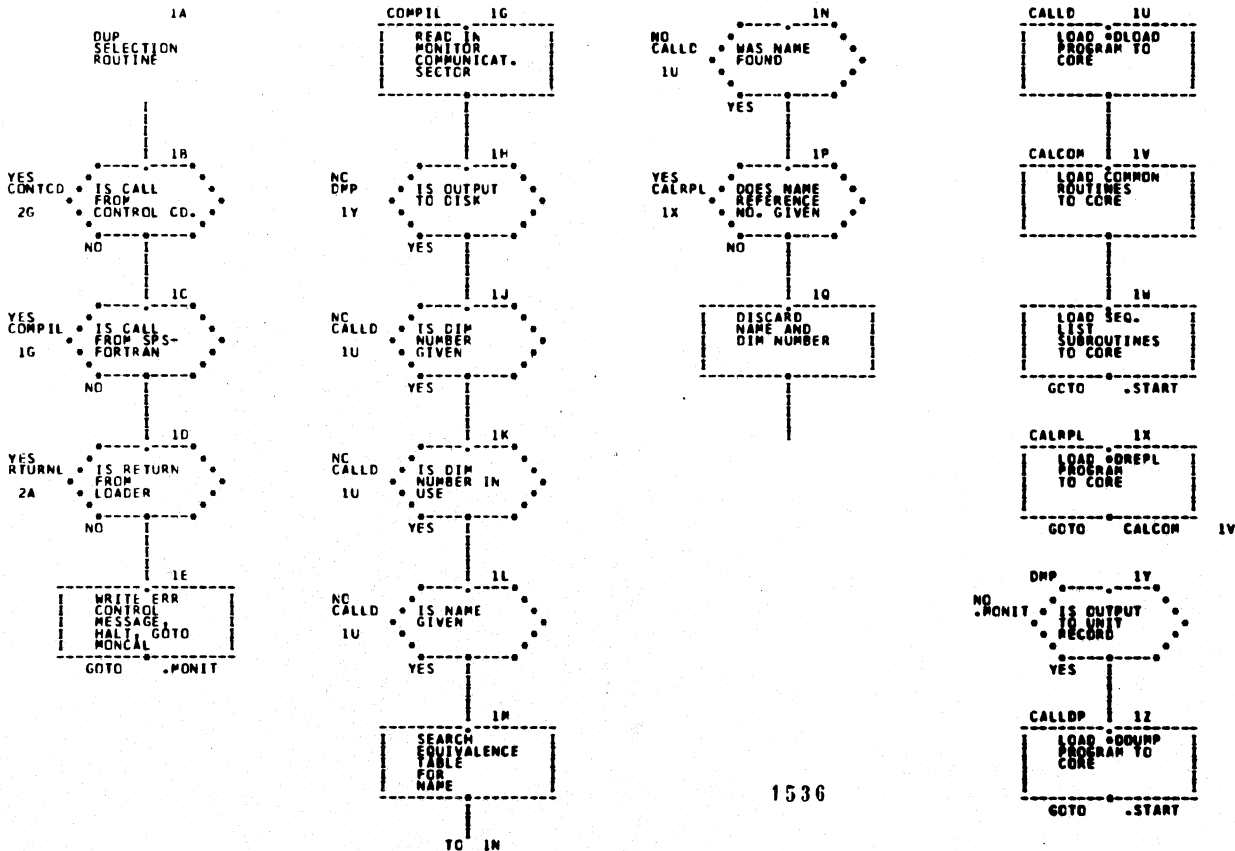 1A
DUP
SELECTION
ROUTINE
1B
YES
CONTCD
2G
IS CALL
FROM
CONTROL CD.
NO
1C
YES
COMPIL
1G
IS CALL
FROM SPS-
FORTRAN
NO
1D
YES
RTURNL
2A
IS RETURN
FROM
LOADER
NO
1E
WRITE ERR
CONTROL
MESSAGE,
HALT, GOTO
MONCAL
GOTO .MONIT
COMPIL 1G
READ IN
MONITOR
COMMUNICAT.
SECTOR
1H
NO
DMP
1Y
IS OUTPUT
TO DISK
YES
1J
NO
CALLD
1U
IS DIM
NUMBER
GIVEN
YES
1K
NO
CALLD
1U
IS DIM
NUMBER IN
USE
YES
1L
NO
CALLD
1U
IS NAME
GIVEN
YES
1M
SEARCH
EQUIVALENCE
TABLE
FOR
NAME
TO 1N
1N
NO
CALLD
1U
WAS NAME
FOUND
YES
1P
YES
CALRPL
1X
DOES NAME
REFERENCE
NO. GIVEN
NO
1Q
DISCARD
NAME AND
DIM NUMBER
CALLD 1U
LOAD *DLOAD
PROGRAM TO
CORE
CALCOM 1V
LOAD COMMON
ROUTINES
TO CORE
1W
LOAD SEQ.
LIST
SUBROUTINES
TO CORE
GOTO .START
CALRPL 1X
LOAD *DREPL
PROGRAM
TO CORE
GOTO CALCOM 1V
DMP 1Y
NO
.MONIT
IS OUTPUT
TO UNIT
RECORD
YES
CALLDP 1Z
LOAD *DDUMP
PROGRAM TO
CORE
GOTO .START
1536